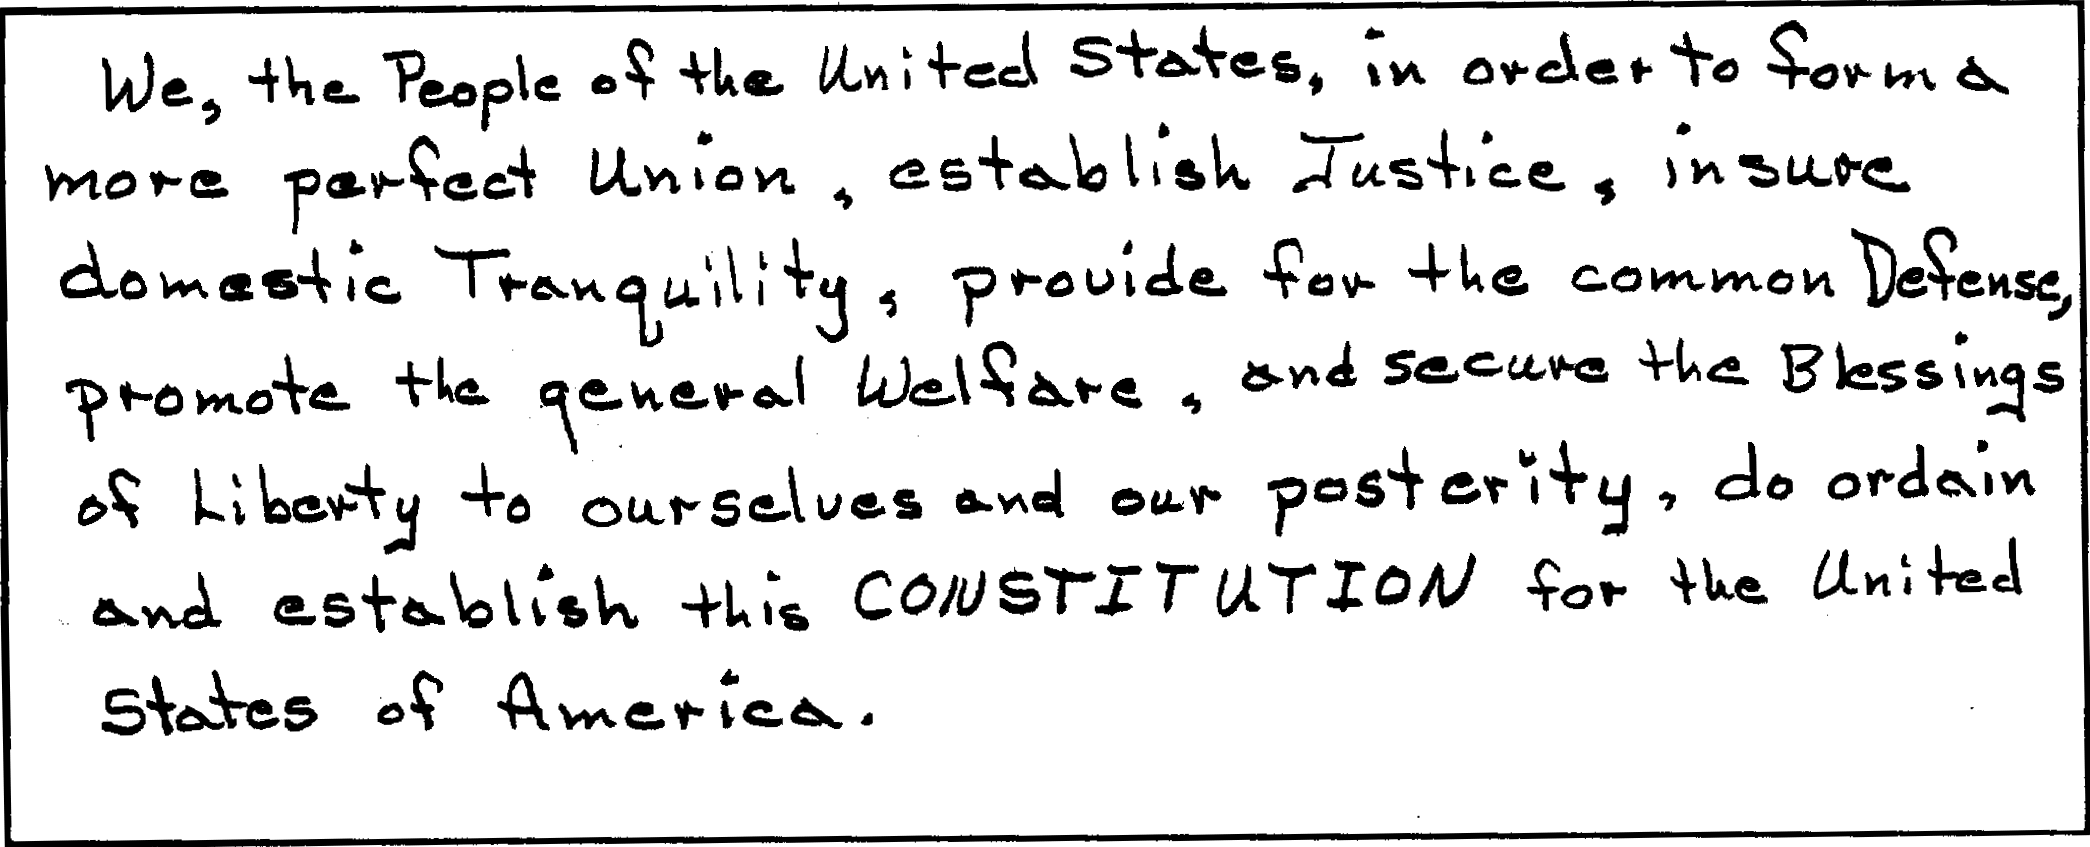 We, the People of the United States, in order to form a
more perfect Union, establish Justice, insure
domestic Tranquility, provide for the common Defense,
promote the general Welfare, and secure the Blessings
of Liberty to ourselves and our posterity, do ordain
and establish this CONSTITUTION for the United
States of America.